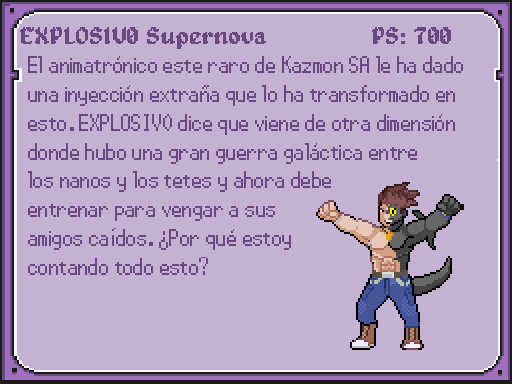 EXPLOSIVO Supernova PS: 700
El animatrónico este raro de Kazmon SA le ha dado
una inyección extraña que lo ha transformado en
esto. EXPLOSIVO dice que viene de otra dimensión
donde hubo una gran guerra galáctica entre
los nanos y los tetes y ahora debe
entrenar para vengar a sus
amigos caídos. ¿Por qué estoy
contando todo esto?